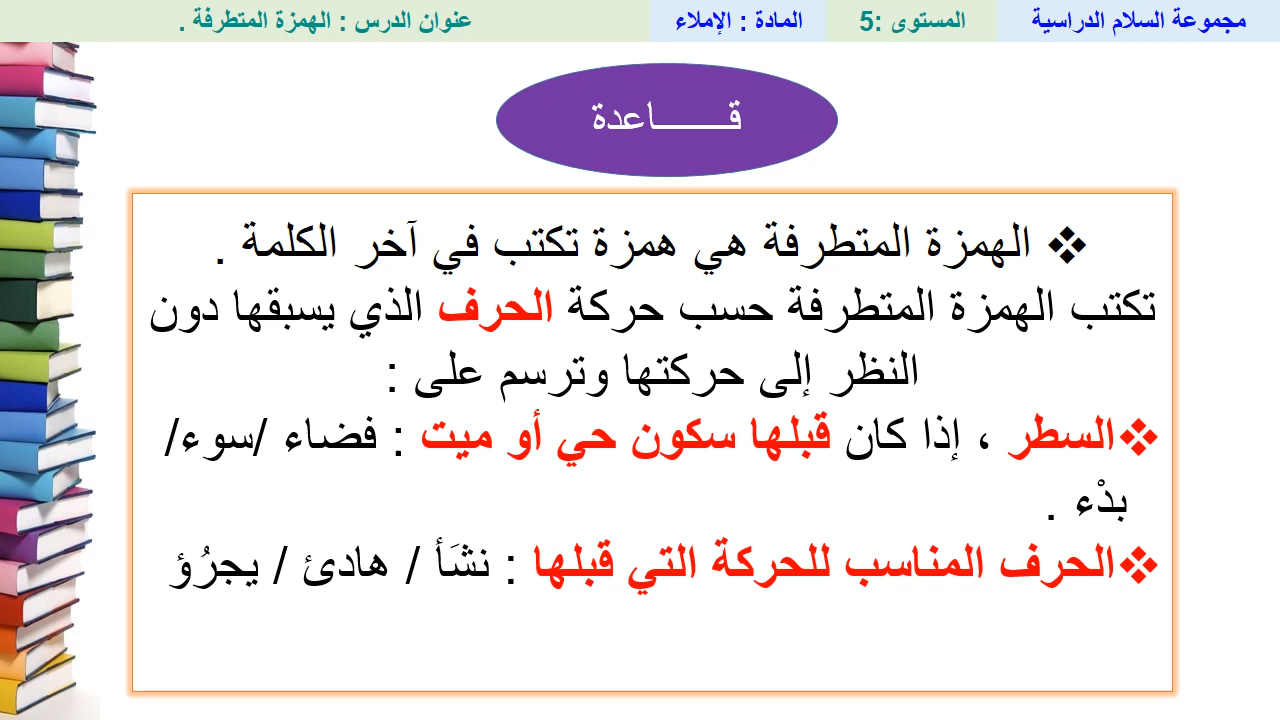 مجموعة السلام الدراسية
المستوى :5
المادة : الإملاء
عنوان الدرس : الهمزة المتطرفة .
قـــــــاعدة
❖ الهمزة المتطرفة هي همزة تكتب في آخر الكلمة .
تكتب الهمزة المتطرفة حسب حركة الحرف الذي يسبقها دون
النظر إلى حركتها وترسم على :
❖السطر ، إذا كان قبلها سكون حي أو ميت : فضاء /سوء/
بدْء .
❖الحرف المناسب للحركة التي قبلها : نشَأ / هادئ / يجرُؤ